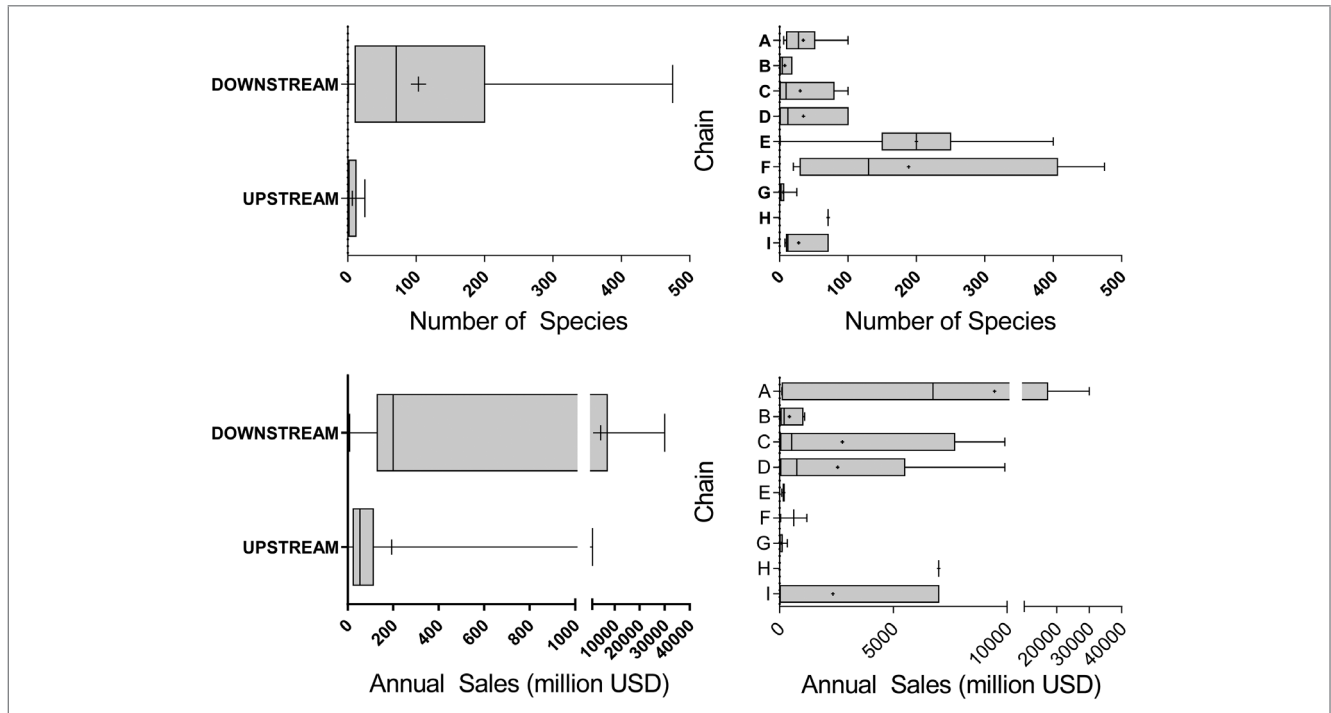 DOWNSTREAM
UPSTREAM
0 100 200 300 400 500
Number of Species
Chain
A
B
C
D
E
F
G
H
I
0 100 200 300 400 500
Number of Species
DOWNSTREAM
UPSTREAM
0 200 400 600 800 1000 10000 20000 30000 40000
Annual Sales (million USD)
Chain
A
B
C
D
E
F
G
H
I
0 5000 10000 20000 30000 40000
Annual Sales (million USD)